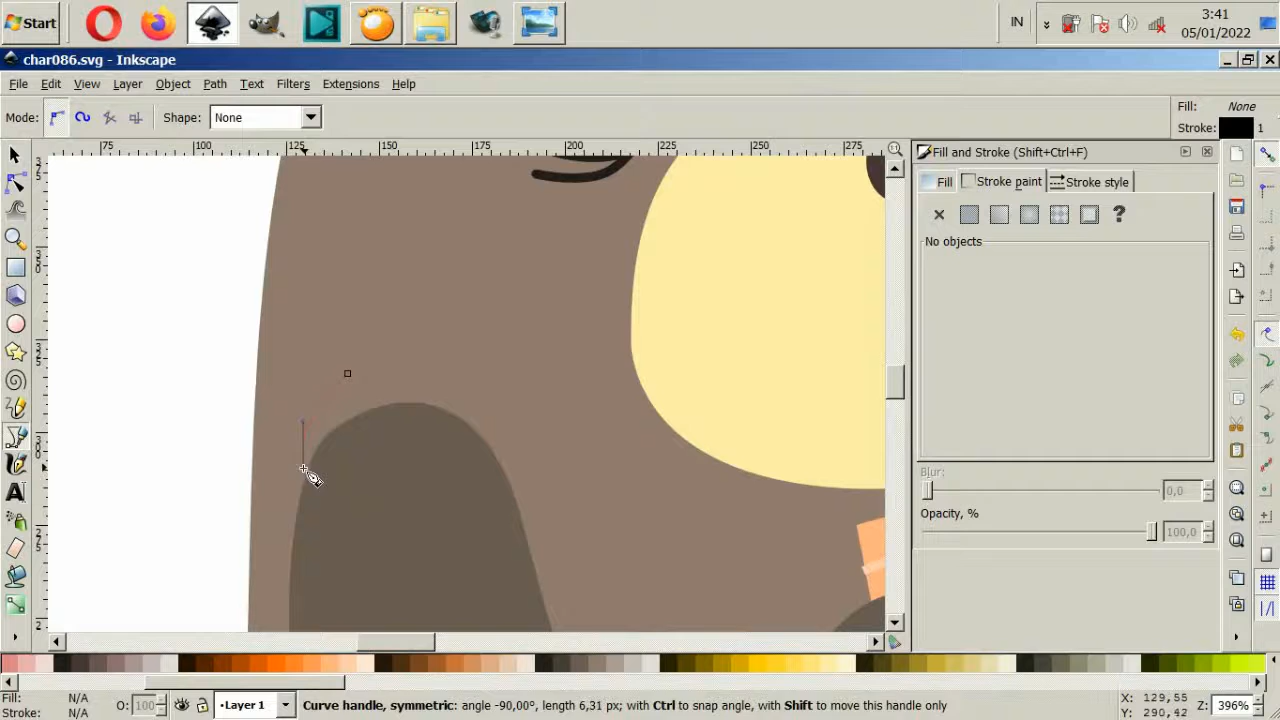 Start
IN
3:41
05/01/2022
char086.svg - Inkscape
File Edit View Layer Object Path Text Filters Extensions Help
Mode: Shape: None
Fill: None
Stroke: 1
75 100 125 150 175 200 225 250 275
Fill and Stroke (Shift+Ctrl+F)
Fill Stroke paint Stroke style
?
No objects
Blur:
0,0
Opacity, %
100,0
Fill: N/A
Stroke: N/A
O: 100
Layer 1
Curve handle, symmetric: angle -90,00°, length 6,31 px; with Ctrl to snap angle, with Shift to move this handle only
X: 129,55
Y: 290,42
Z: 396%